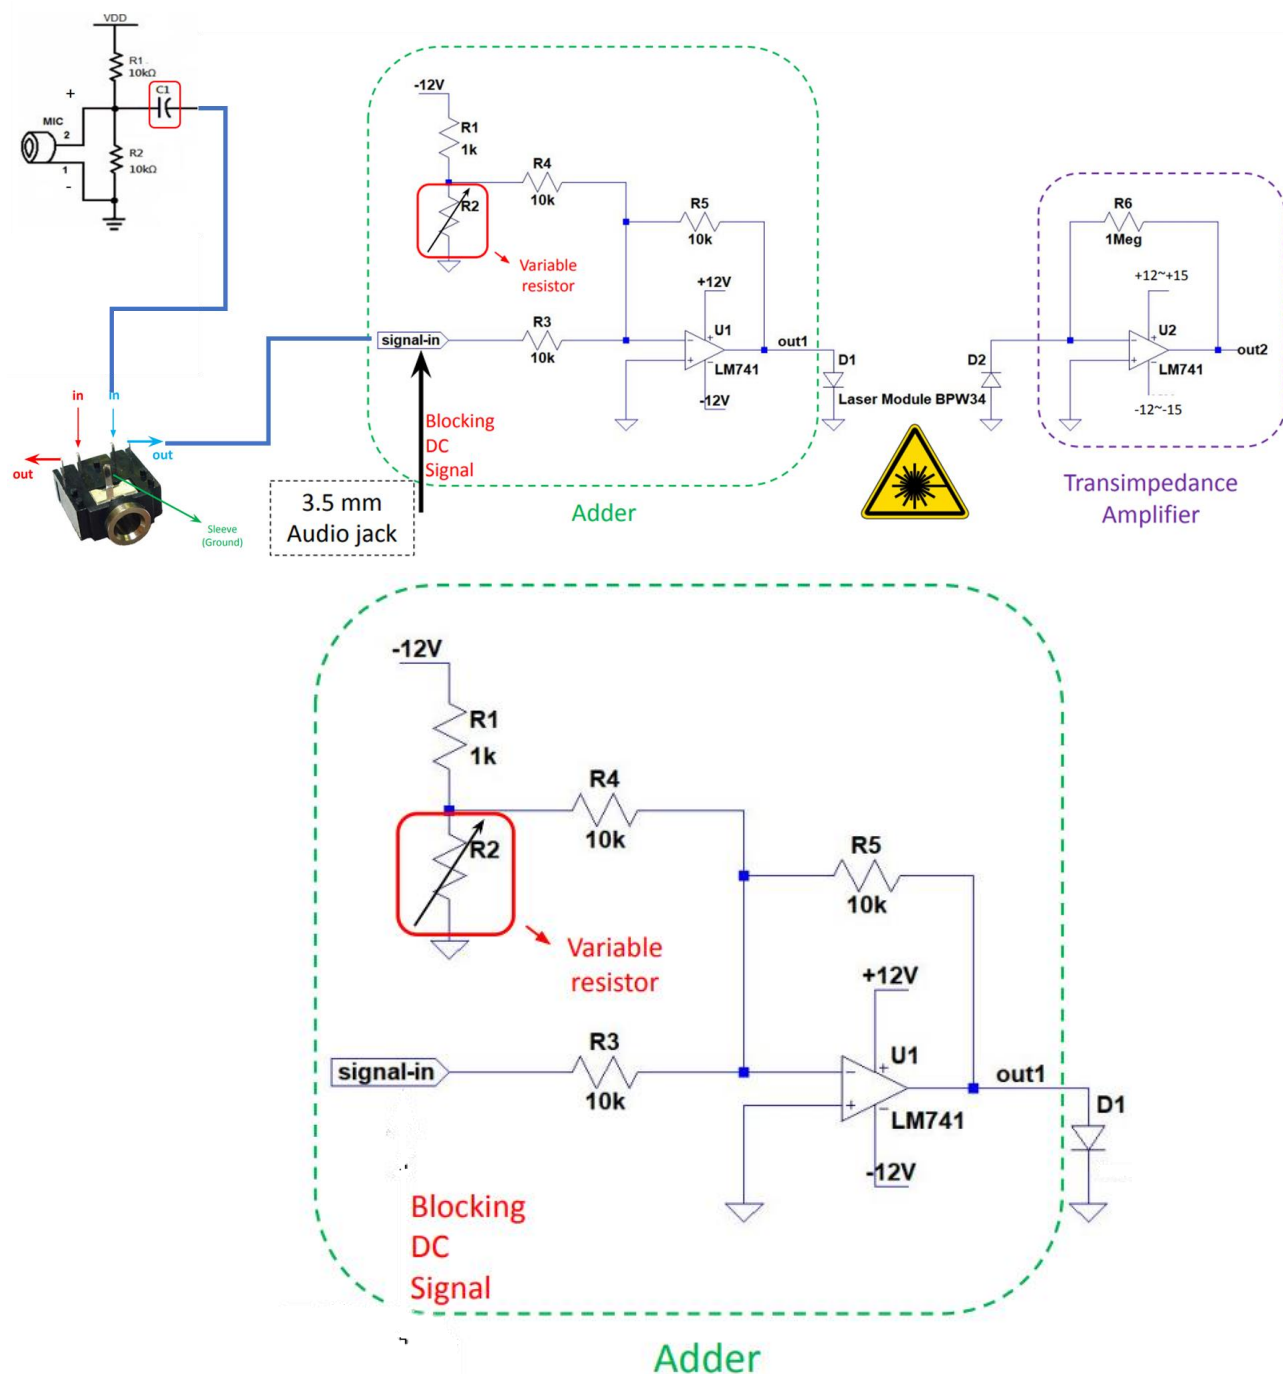 VDD
R1
10kΩ
C1
+
MIC
2
1
-
R2
10kΩ
in
in
out
out
Sleeve
(Ground)
3.5 mm
Audio jack
-12V
R1
1k
R4
10k
R2
R5
10k
Variable
resistor
+12V
signal-in
R3
10k
U1
-
+
+
-
LM741
-12V
out1
D1
Blocking
DC
Signal
Adder
Laser Module BPW34
D2
R6
1Meg
+12~+15
U2
-
+
+
-
LM741
out2
-12~-15
Transimpedance
Amplifier
-12V
R1
1k
R4
10k
R2
R5
10k
Variable
resistor
+12V
signal-in
R3
10k
U1
-
+
+
-
LM741
-12V
out1
D1
Blocking
DC
Signal
Adder